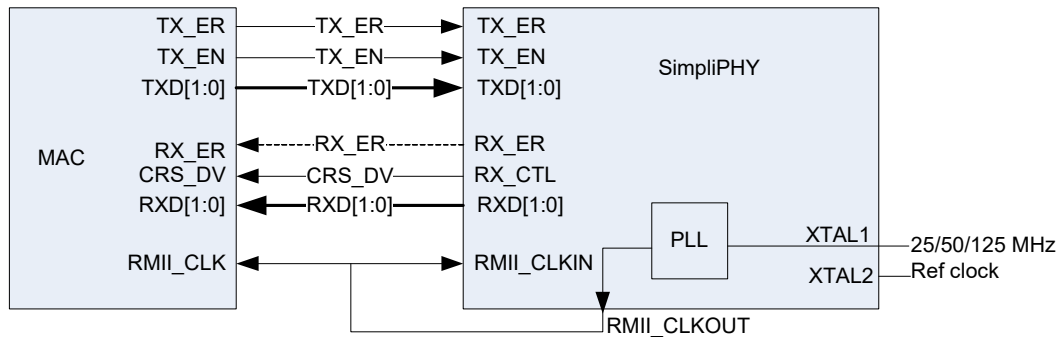 TX_ER TX_ER TX_ER
TX_EN TX_EN TX_EN
SimpliPHY
TXD[1:0] TXD[1:0] TXD[1:0]
MAC
RX_ER RX_ER RX_ER
CRS_DV CRS_DV RX_CTL
RXD[1:0] RXD[1:0] RXD[1:0]
PLL
XTAL1
25/50/125 MHz
RMII_CLK RMII_CLKIN
XTAL2
Ref clock
RMII_CLKOUT